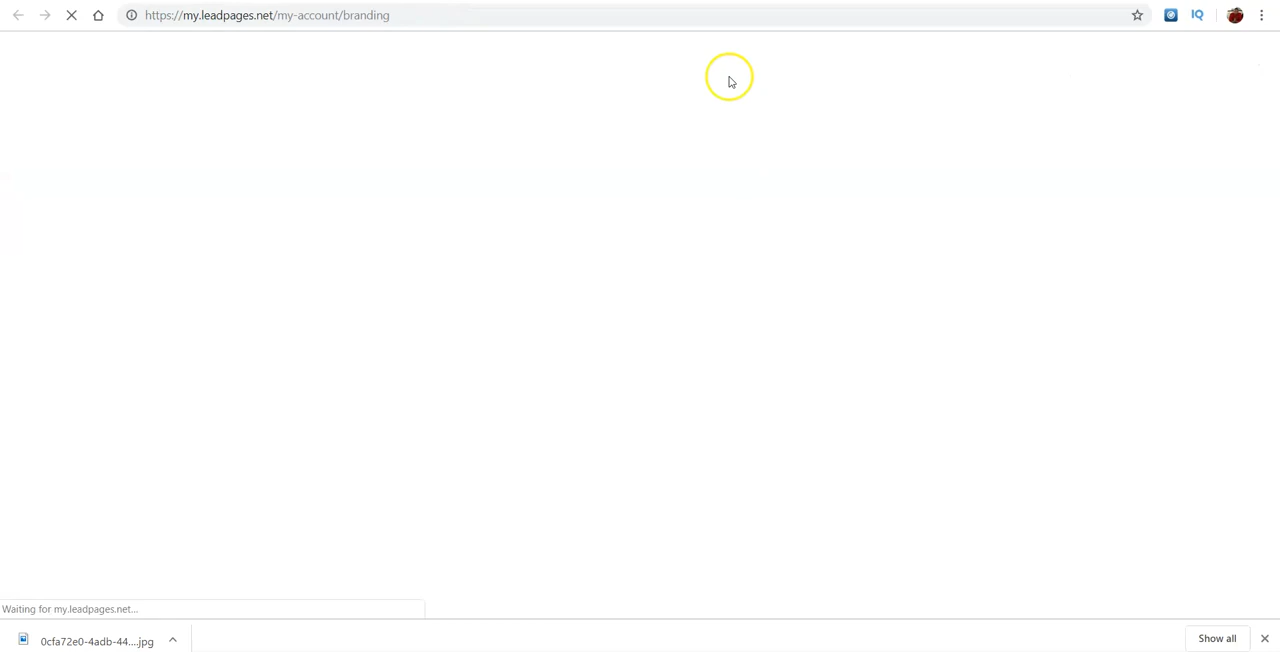 https://my.leadpages.net/my-account/branding
IQ
Waiting for my.leadpages.net...
0cfa72e0-4adb-44....jpg
Show all